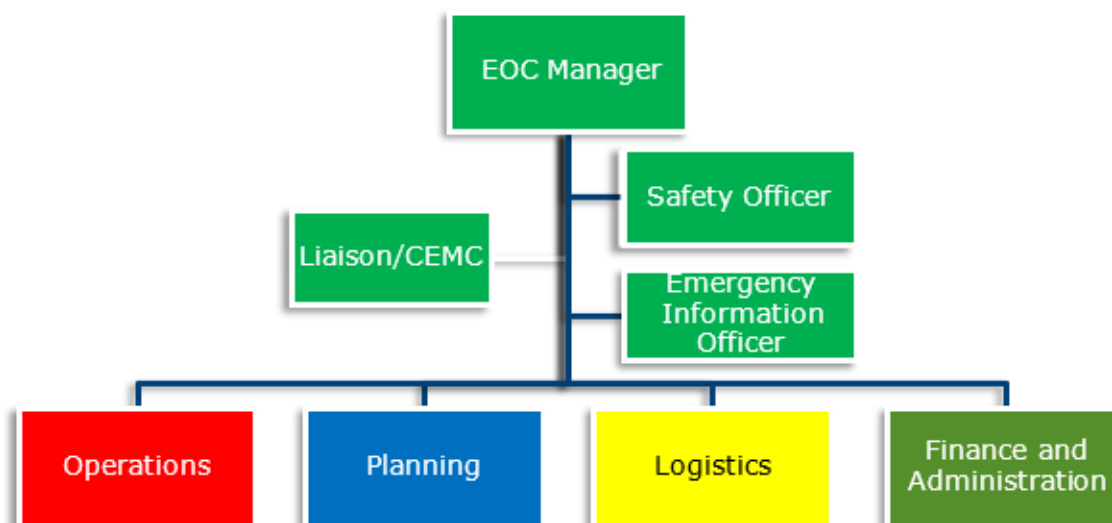 EOC Manager
Safety Officer
Liaison/CEMC
Emergency
Information
Officer
Operations
Planning
Logistics
Finance and
Administration